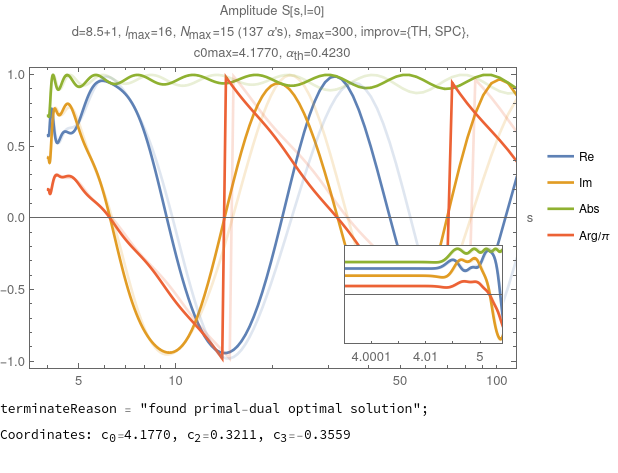 Amplitude S[s,l=0]
d=8.5+1, lmax=16, Nmax=15 (137 α's), smax=300, improv={TH, SPC},
c0max=4.1770, αth=0.4230
1.0
0.5
0.0
-0.5
-1.0
5
10
50
100
s
4.0001
4.01
5
Re
Im
Abs
Arg/π
terminateReason = "found primal-dual optimal solution";
Coordinates: c0=4.1770, c2=0.3211, c3=-0.3559